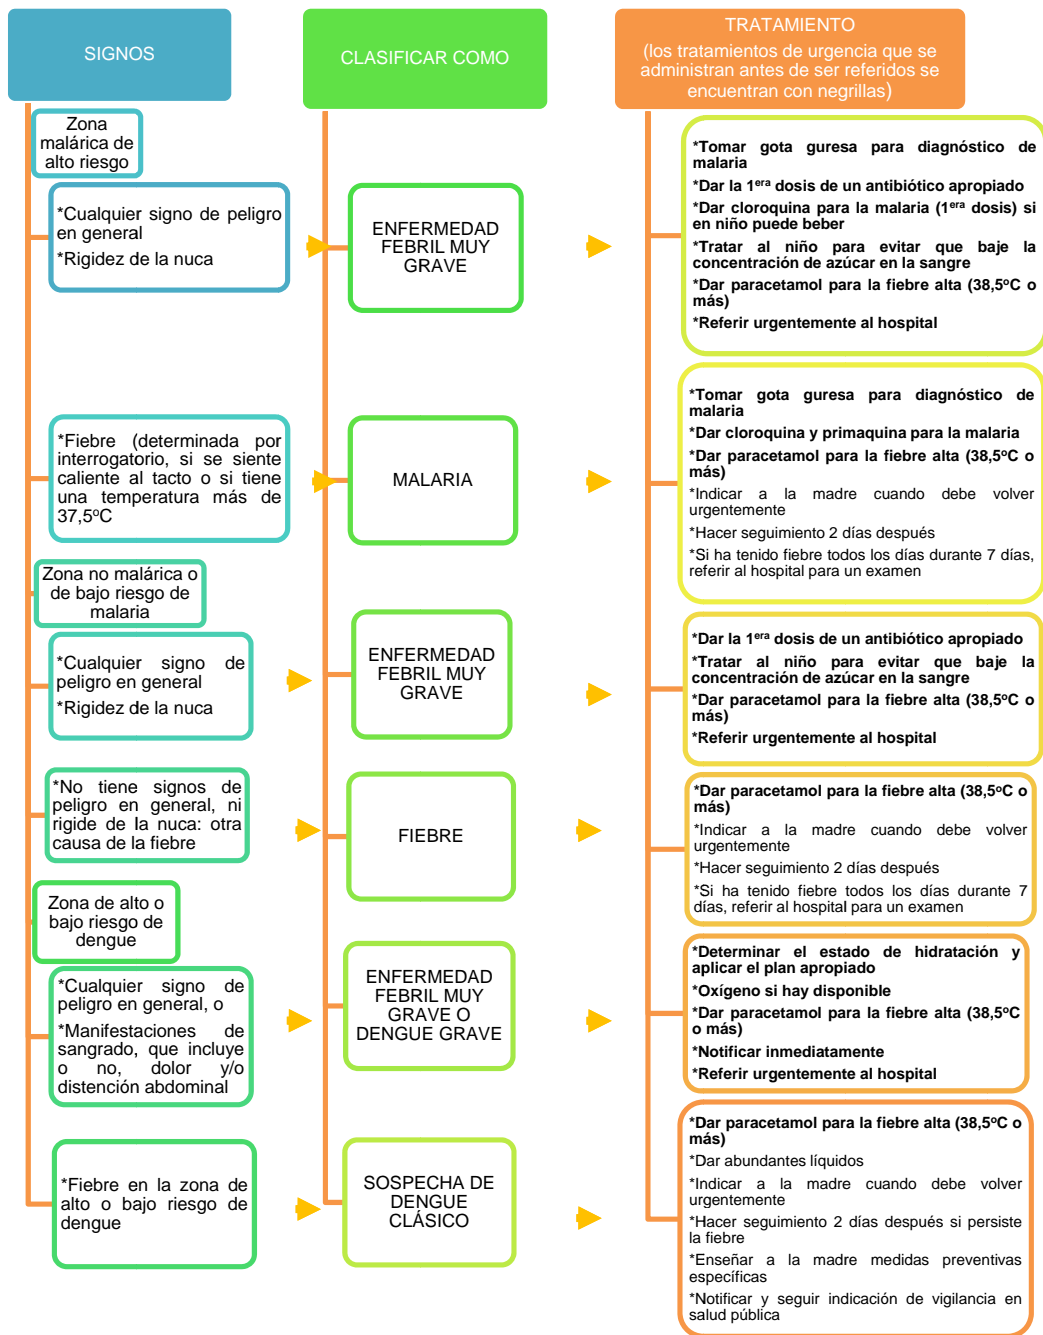 SIGNOS
CLASIFICAR COMO
TRATAMIENTO
(los tratamientos de urgencia que se
administran antes de ser referidos se
encuentran con negrillas)
Zona
malárica de
alto riesgo
*Cualquier signo de peligro
en general
*Rigidez de la nuca
ENFERMEDAD
FEBRIL MUY
GRAVE
*Tomar gota guresa para diagnóstico de
malaria
*Dar la 1era dosis de un antibiótico apropiado
*Dar cloroquina para la malaria (1era dosis) si
en niño puede beber
*Tratar al niño para evitar que baje la
concentración de azúcar en la sangre
*Dar paracetamol para la fiebre alta (38,5ºC o
más)
*Referir urgentemente al hospital
*Fiebre (determinada por
interrogatorio, si se siente
caliente al tacto o si tiene
una temperatura más de
37,5ºC
MALARIA
*Tomar gota guresa para diagnóstico de
malaria
*Dar cloroquina y primaquina para la malaria
*Dar paracetamol para la fiebre alta (38,5ºC o
más)
*Indicar a la madre cuando debe volver
urgentemente
*Hacer seguimiento 2 días después
*Si ha tenido fiebre todos los días durante 7 días,
referir al hospital para un examen
Zona no malárica o
de bajo riesgo de
malaria
*Cualquier signo de
peligro en general
*Rigidez de la nuca
ENFERMEDAD
FEBRIL MUY
GRAVE
*Dar la 1era dosis de un antibiótico apropiado
*Tratar al niño para evitar que baje la
concentración de azúcar en la sangre
*Dar paracetamol para la fiebre alta (38,5ºC o
más)
*Referir urgentemente al hospital
*No tiene signos de
peligro en general, ni
rigide de la nuca: otra
causa de la fiebre
FIEBRE
*Dar paracetamol para la fiebre alta (38,5ºC o
más)
*Indicar a la madre cuando debe volver
urgentemente
*Hacer seguimiento 2 días después
*Si ha tenido fiebre todos los días durante 7
días, referir al hospital para un examen
Zona de alto o
bajo riesgo de
dengue
*Cualquier signo de
peligro en general, o
*Manifestaciones de
sangrado, que incluye
o no, dolor y/o
distención abdominal
ENFERMEDAD
FEBRIL MUY
GRAVE O
DENGUE GRAVE
*Determinar el estado de hidratación y
aplicar el plan apropiado
*Oxígeno si hay disponible
*Dar paracetamol para la fiebre alta (38,5ºC
o más)
*Notificar inmediatamente
*Referir urgentemente al hospital
*Fiebre en la zona de
alto o bajo riesgo de
dengue
SOSPECHA DE
DENGUE
CLÁSICO
*Dar paracetamol para la fiebre alta (38,5ºC o
más)
*Dar abundantes líquidos
*Indicar a la madre cuando debe volver
urgentemente
*Hacer seguimiento 2 días después si persiste
la fiebre
*Enseñar a la madre medidas preventivas
específicas
*Notificar y seguir indicación de vigilancia en
salud pública